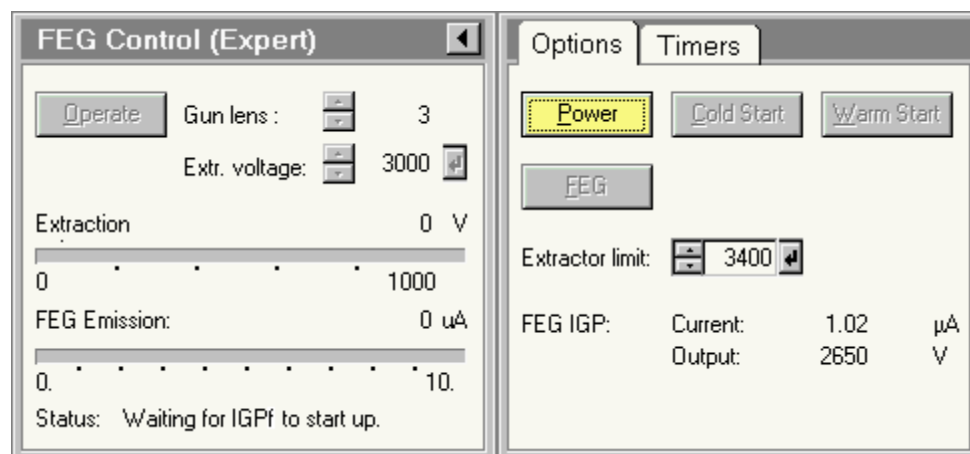 FEG Control (Expert)
Operate
Gun lens : 3
Extr. voltage: 3000
Extraction 0 V
0 1000
FEG Emission: 0 uA
0. 10.
Status: Waiting for IGPf to start up.
Options Timers
Power Cold Start Warm Start
FEG
Extractor limit: 3400
FEG IGP: Current: 1.02 µA
Output: 2650 V